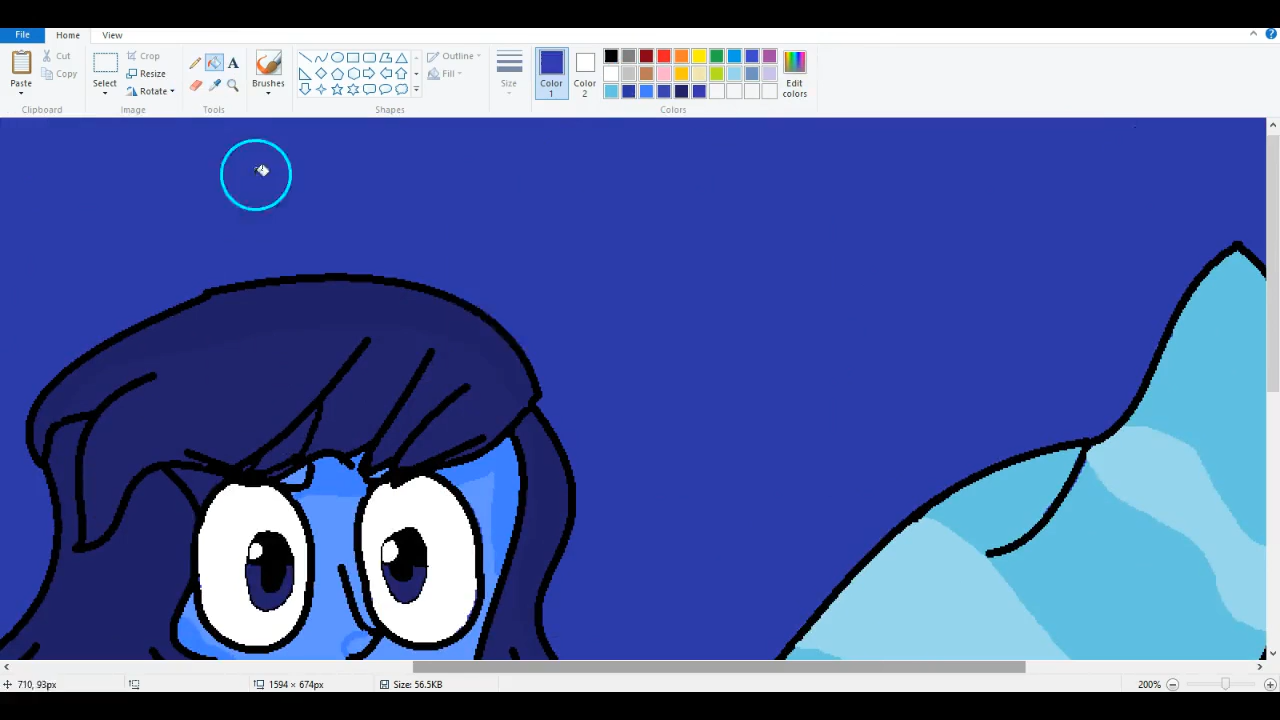 File Home View
Paste Cut Copy Clipboard
Select Crop Resize Rotate Image
A Tools
Brushes
Outline Fill Shapes
Size
Color 1 Color 2 Edit colors Colors
710, 93px 1594 × 674px Size: 56.5KB 200%